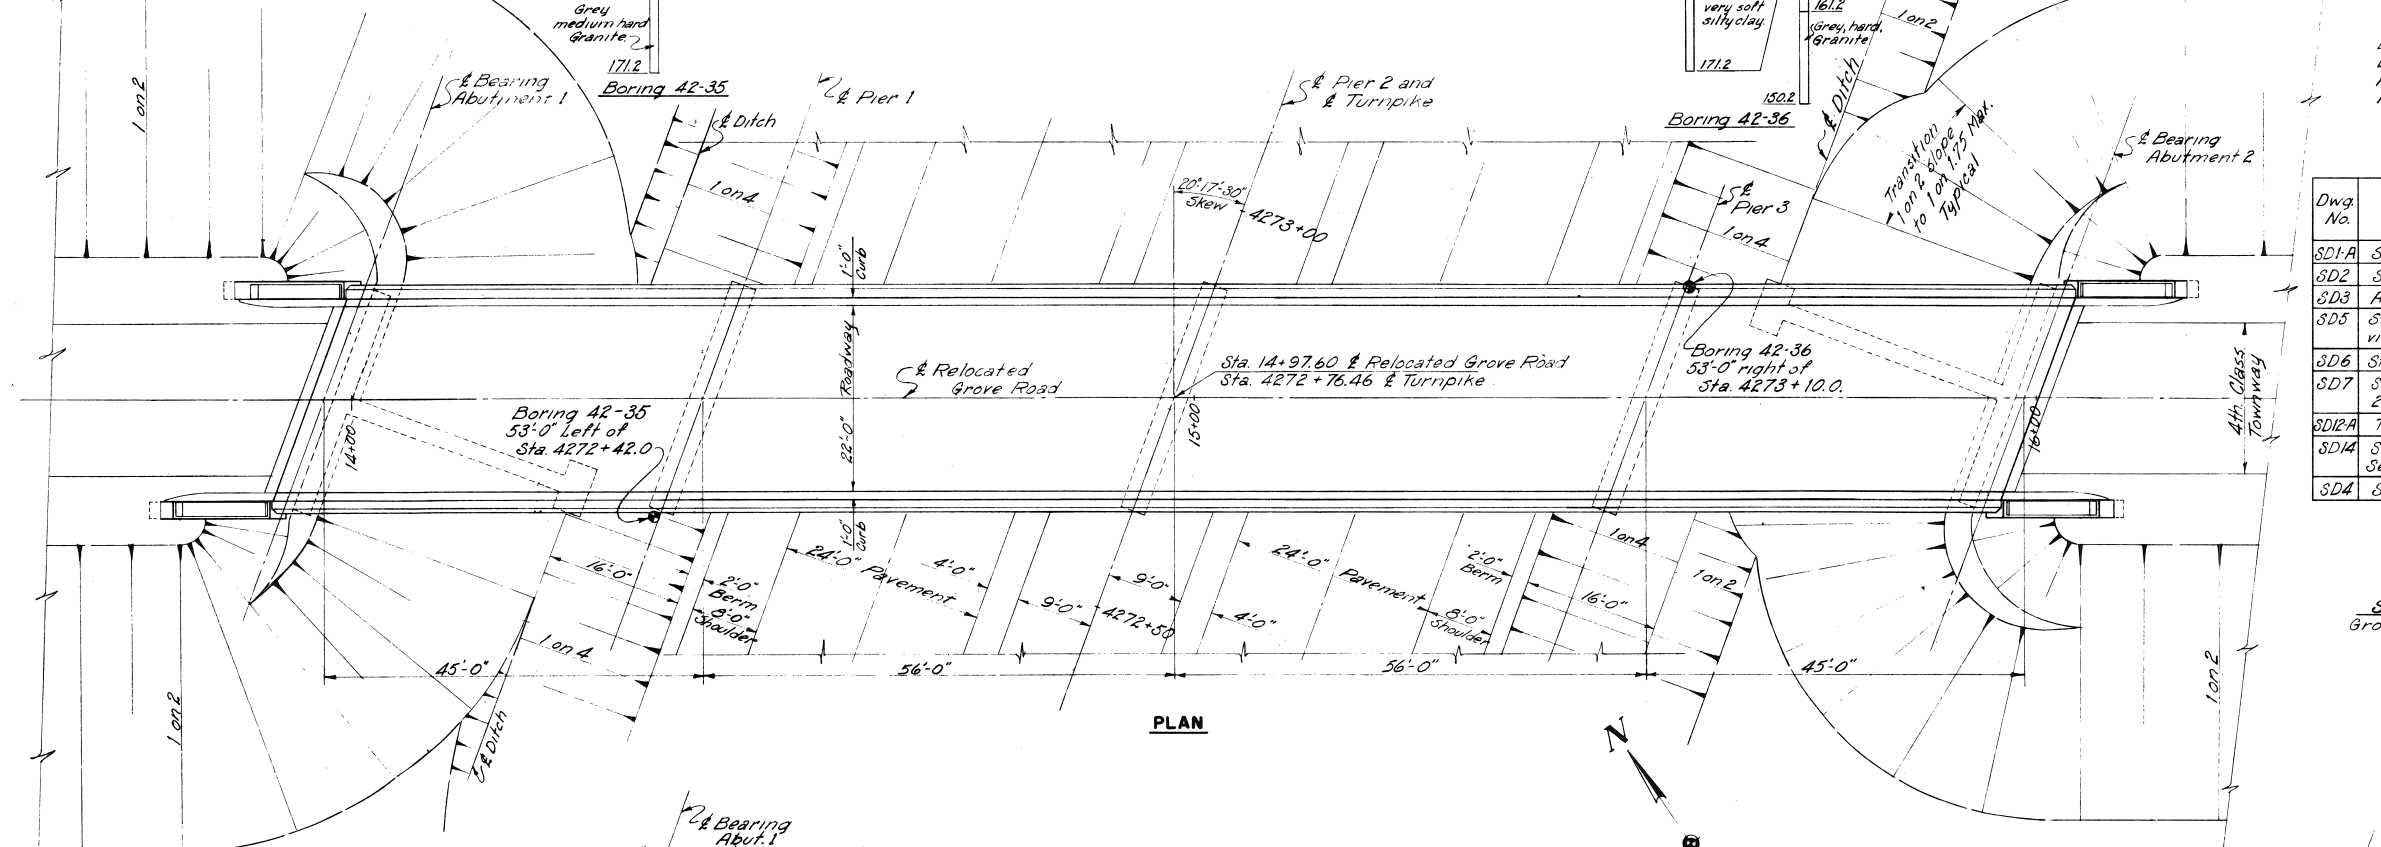 Grey
medium hard
Granite
171.2
Boring 42-35
very soft
silty clay
171.2
161.2
Grey, hard,
Granite
150.2
Boring 42-36
1 on 2
1 on 2
℄ Bearing
Abutment 1
℄ Ditch
℄ Pier 1
℄ Pier 2 and
℄ Turnpike
℄ Ditch
Transition
1 on 2 slope
to 1 on 1.75 Max.
Typical
℄ Bearing
Abutment 2
1 on 4
20°-17'-30"
Skew
4273+00
℄
Pier 3
1 on 4
1'-0"
Curb
22'-0" Roadway
1'-0"
Curb
℄ Relocated
Grove Road
Sta. 14+97.60 ℄ Relocated Grove Road
Sta. 4272+76.46 ℄ Turnpike
Boring 42-36
53'-0" right of
Sta. 4273+10.0.
Boring 42-35
53'-0" Left of
Sta. 4272+42.0
14+00
15+00
16+00
4th. Class
Townway
Dwg.
No.
SD1-A
SD2
SD3
SD5
SD6
SD7
SD12-A
SD14
SD4
16'-0"
2'-0"
Berm
8'-0"
Shoulder
24'-0" Pavement
4'-0"
9'-0"
9'-0"
4272+50
4'-0"
24'-0" Pavement
2'-0"
Berm
8'-0"
Shoulder
1 on 4
16'-0"
1 on 2
1 on 4
45'-0"
56'-0"
56'-0"
45'-0"
1 on 2
1 on 2
℄ Ditch
PLAN
N
℄ Bearing
Abut. 1